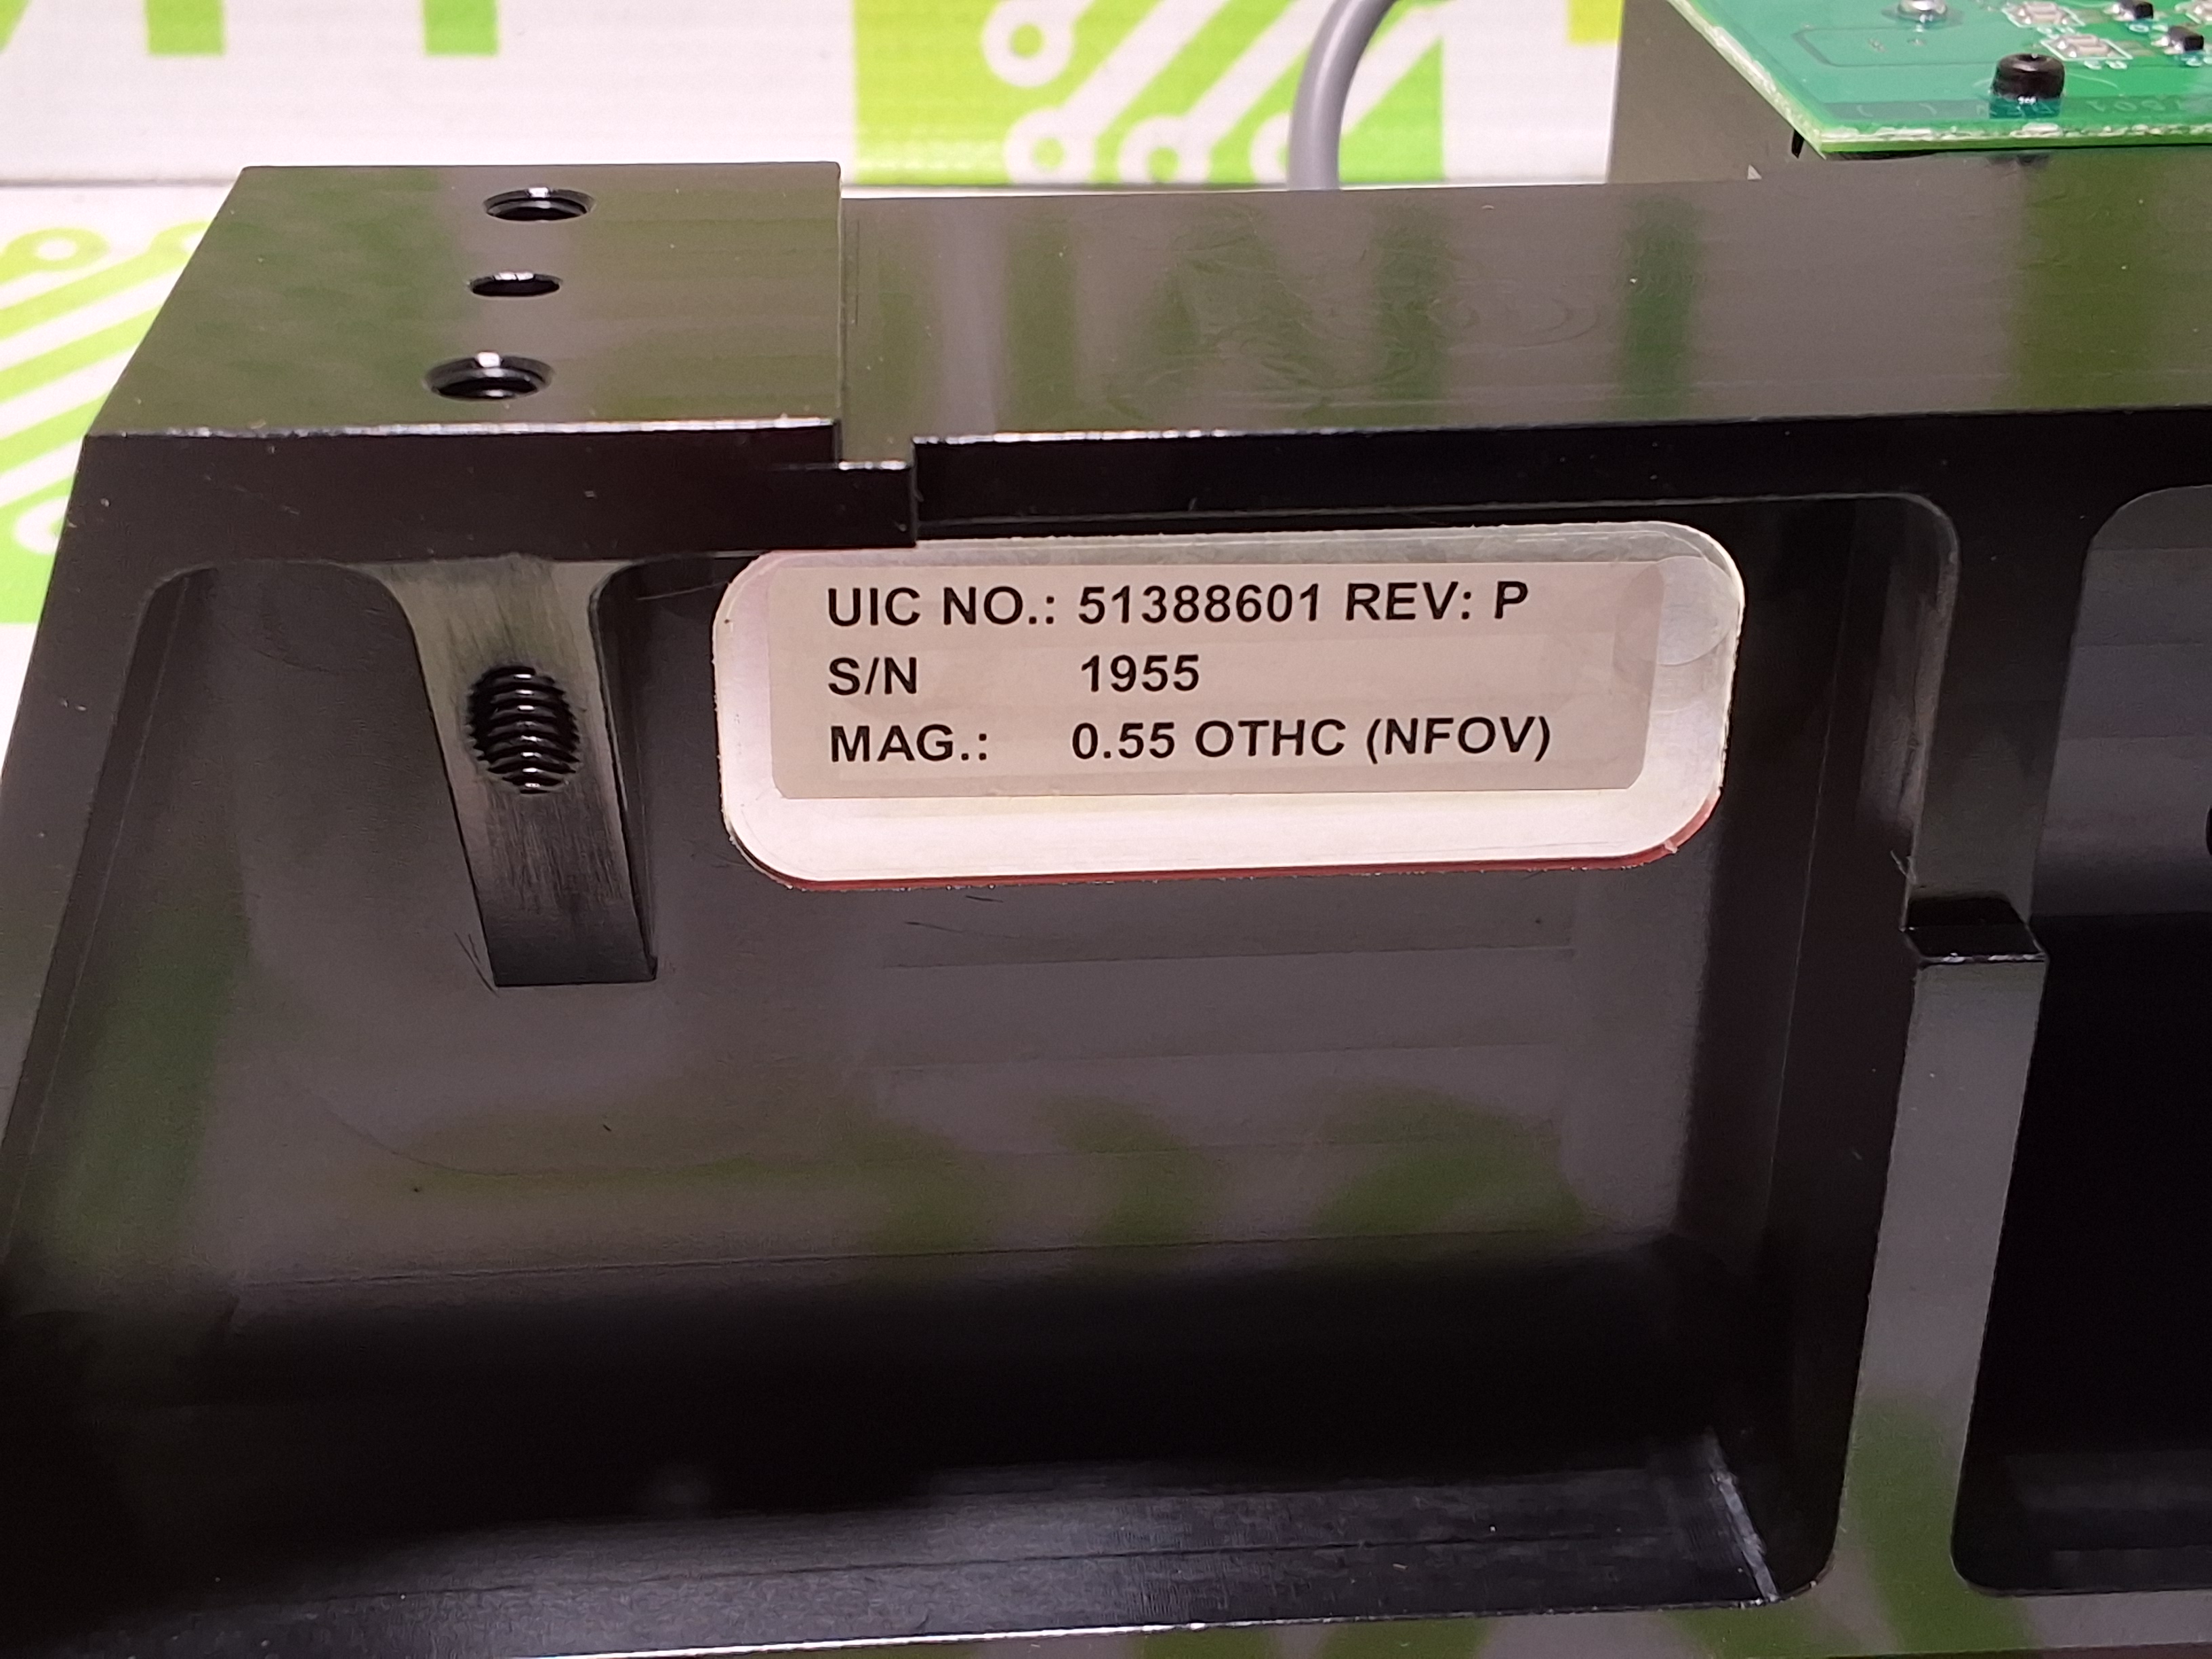 UIC NO.: 51388601 REV: P
S/N 1955
MAG.: 0.55 OTHC (NFOV)